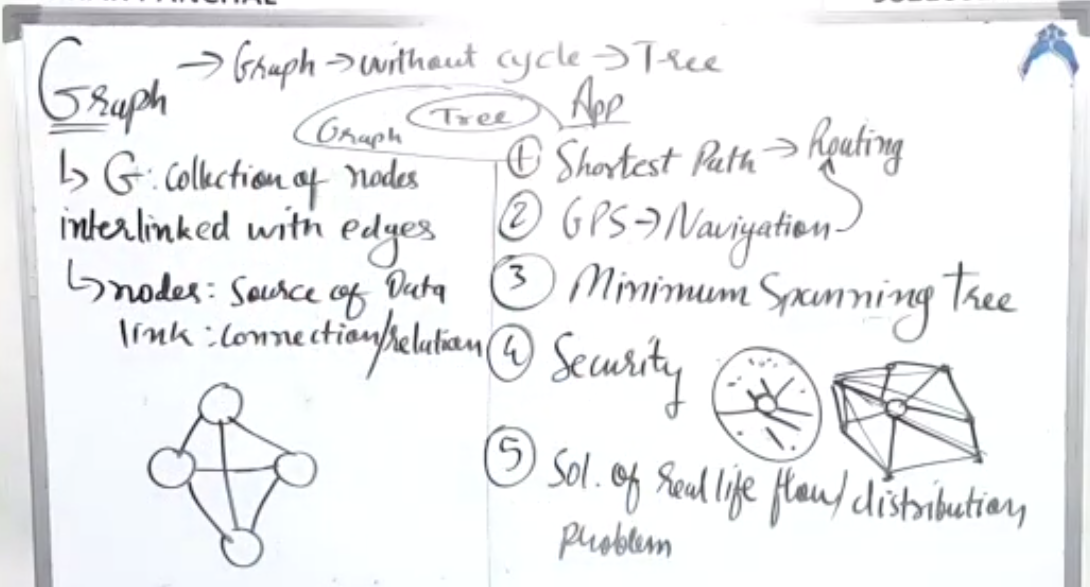 Graph → Graph → without cycle → Tree
Graph Tree
↳ G: Collection of nodes
interlinked with edges
↳ nodes: Source of Data
link: Connection/relation
App
① Shortest Path → Routing
② GPS → Navigation
③ Minimum Spanning Tree
④ Security
⑤ Sol. of real life flow/distribution
problem